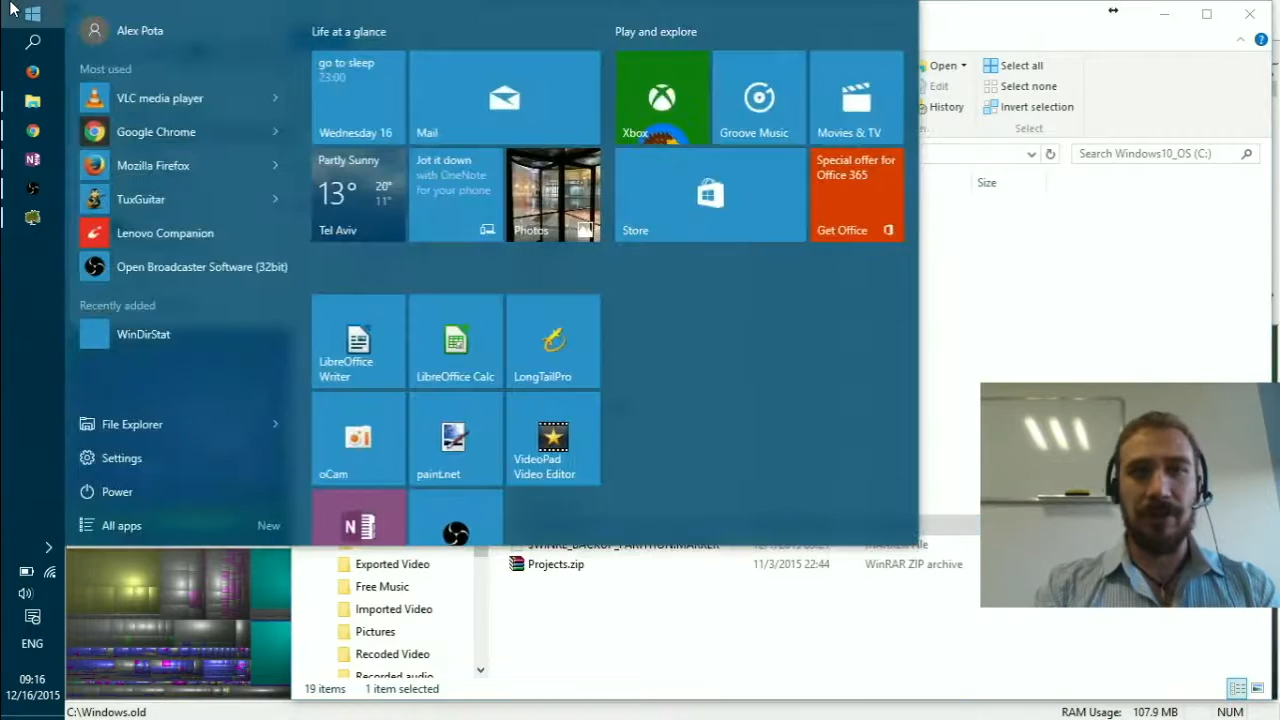 Alex Pota
Most used
VLC media player
Google Chrome
Mozilla Firefox
TuxGuitar
Lenovo Companion
Open Broadcaster Software (32bit)
Recently added
WinDirStat
File Explorer
Settings
Power
All apps
New
Life at a glance
go to sleep
23:00
Wednesday 16
Mail
Partly Sunny
13°
20°
11°
Tel Aviv
Jot it down
with OneNote
for your phone
Photos
LibreOffice
Writer
LibreOffice Calc
LongTailPro
oCam
paint.net
VideoPad
Video Editor
Play and explore
Xbox
Groove Music
Movies & TV
Store
Special offer for
Office 365
Get Office
Open
Edit
History
Select all
Select none
Invert selection
Select
Search Windows10_OS (C:)
Size
Projects.zip
11/3/2015 22:44
WinRAR ZIP archive
Exported Video
Free Music
Imported Video
Pictures
Recoded Video
Recorded audio
19 items
1 item selected
ENG
09:16
12/16/2015
C:\Windows.old
RAM Usage:
107.9 MB
NUM